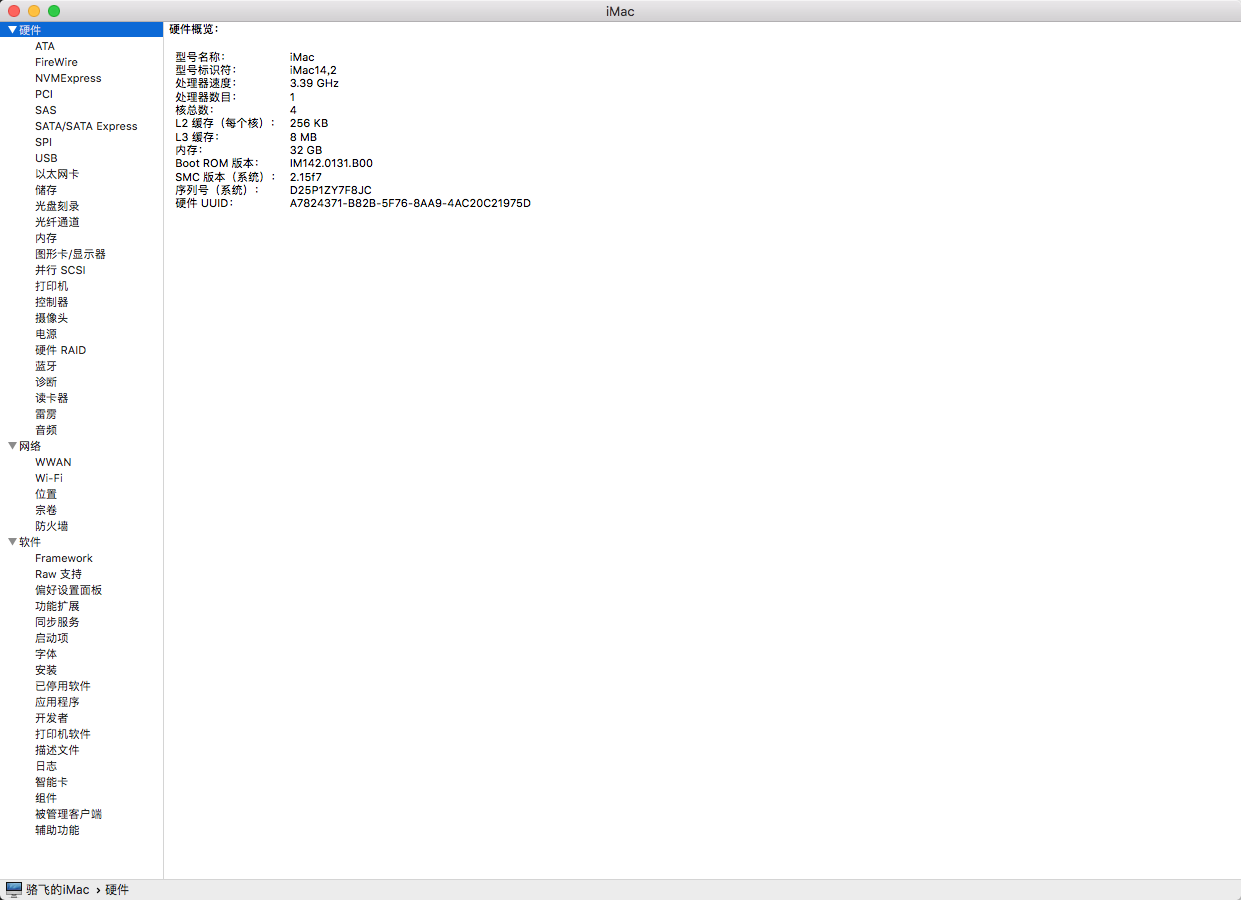 iMac
硬件
ATA
FireWire
NVMExpress
PCI
SAS
SATA/SATA Express
SPI
USB
以太网卡
储存
光盘刻录
光纤通道
内存
图形卡/显示器
并行 SCSI
打印机
控制器
摄像头
电源
硬件 RAID
蓝牙
诊断
读卡器
雷雳
音频
网络
WWAN
Wi-Fi
位置
宗卷
防火墙
软件
Framework
Raw 支持
偏好设置面板
功能扩展
同步服务
启动项
字体
安装
已停用软件
应用程序
开发者
打印机软件
描述文件
日志
智能卡
组件
被管理客户端
辅助功能
硬件概览：
型号名称： iMac
型号标识符： iMac14,2
处理器速度： 3.39 GHz
处理器数目： 1
核总数： 4
L2 缓存（每个核）： 256 KB
L3 缓存： 8 MB
内存： 32 GB
Boot ROM 版本： IM142.0131.B00
SMC 版本（系统）： 2.15f7
序列号（系统）： D25P1ZY7F8JC
硬件 UUID： A7824371-B82B-5F76-8AA9-4AC20C21975D
骆飞的iMac › 硬件